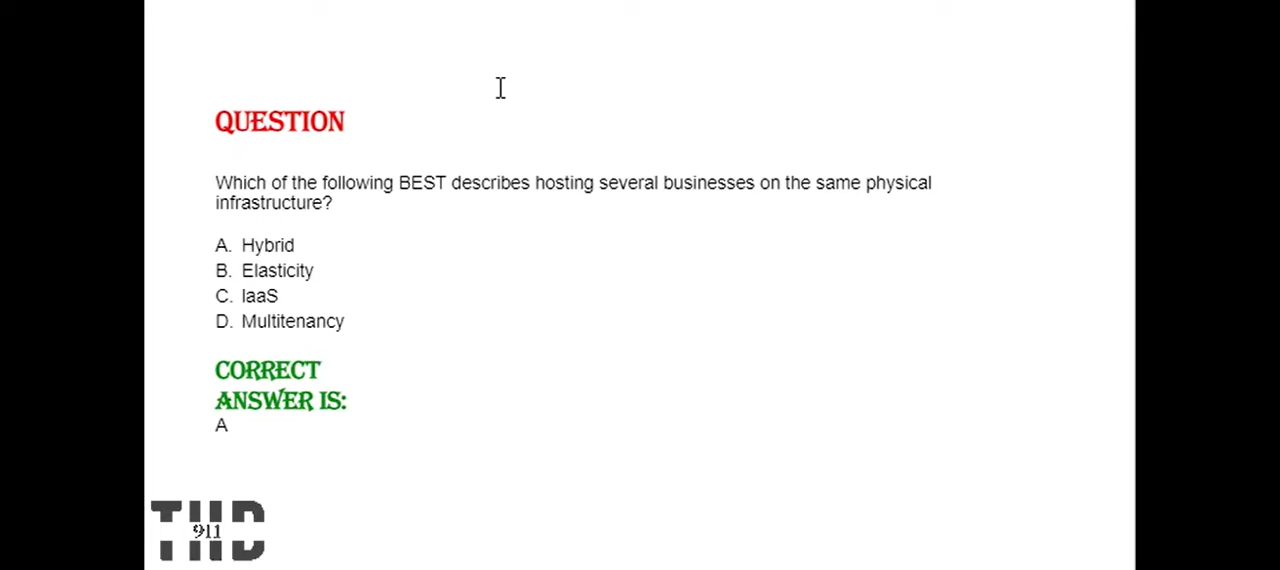 QUESTION
Which of the following BEST describes hosting several businesses on the same physical
infrastructure?
A. Hybrid
B. Elasticity
C. IaaS
D. Multitenancy
CORRECT
ANSWER IS:
A
THD
911